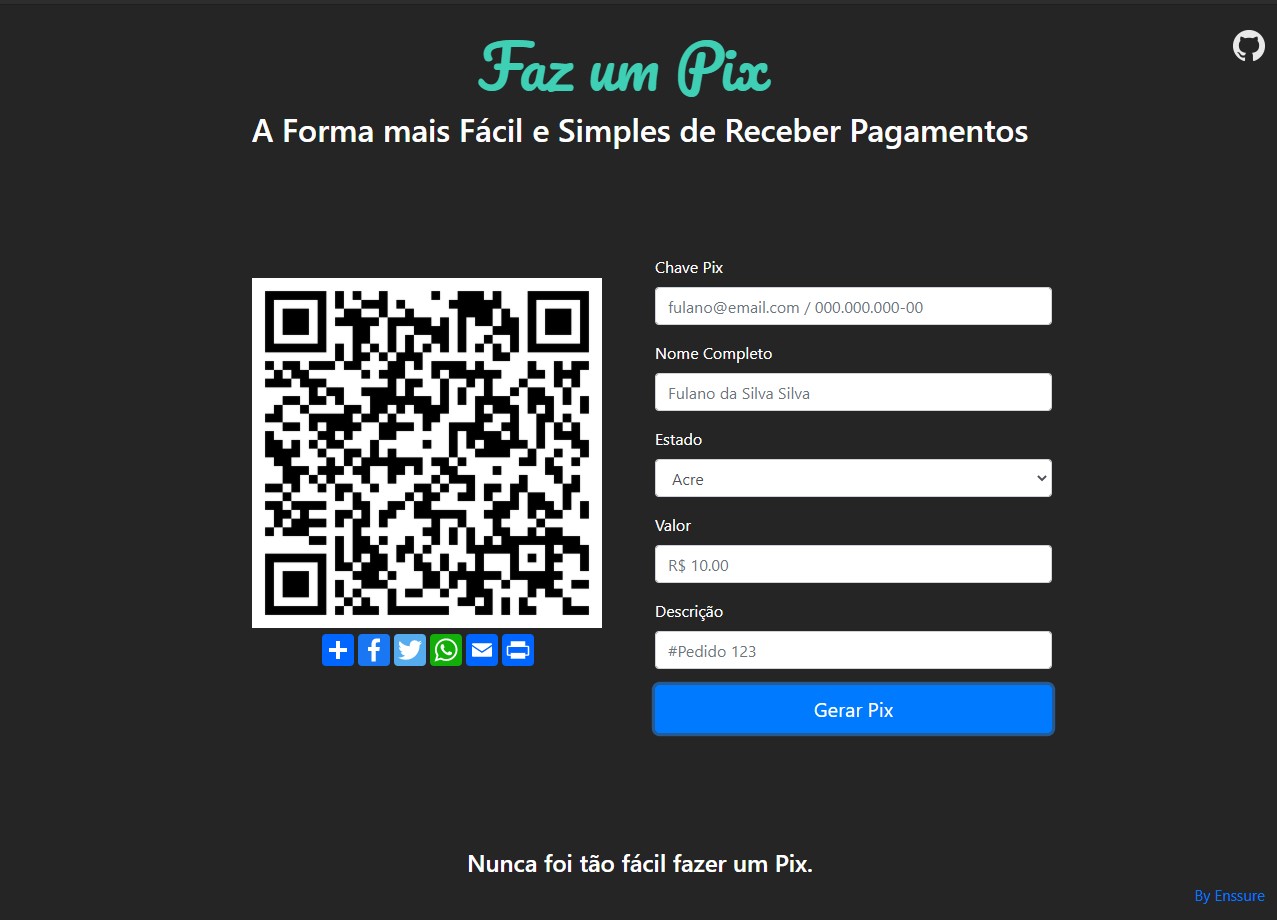 Faz um Pix
A Forma mais Fácil e Simples de Receber Pagamentos
Chave Pix
fulano@email.com / 000.000.000-00
Nome Completo
Fulano da Silva Silva
Estado
Acre
Valor
R$ 10.00
Descrição
#Pedido 123
Gerar Pix
Nunca foi tão fácil fazer um Pix.
By Enssure